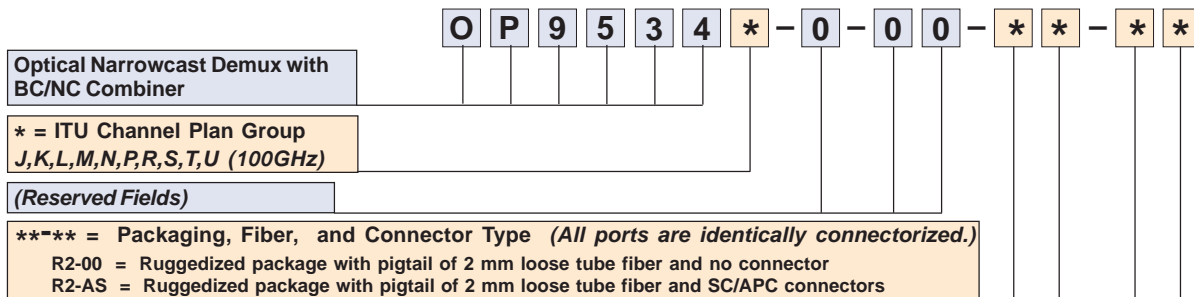 O P 9 5 3 4 * – 0 – 0 0 – * * – * *
Optical Narrowcast Demux with
BC/NC Combiner
* = ITU Channel Plan Group
J,K,L,M,N,P,R,S,T,U (100GHz)
(Reserved Fields)
**-** = Packaging, Fiber, and Connector Type (All ports are identically connectorized.)
R2-00 = Ruggedized package with pigtail of 2 mm loose tube fiber and no connector
R2-AS = Ruggedized package with pigtail of 2 mm loose tube fiber and SC/APC connectors